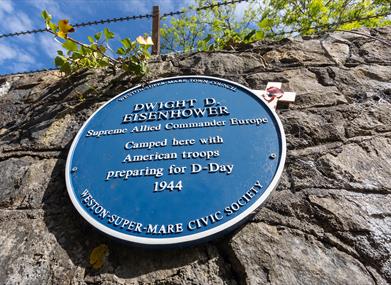 WESTON-SUPER-MARE TOWN COUNCIL
DWIGHT D.
EISENHOWER
Supreme Allied Commander Europe
Camped here with
American troops
preparing for D-Day
1944
WESTON-SUPER-MARE CIVIC SOCIETY